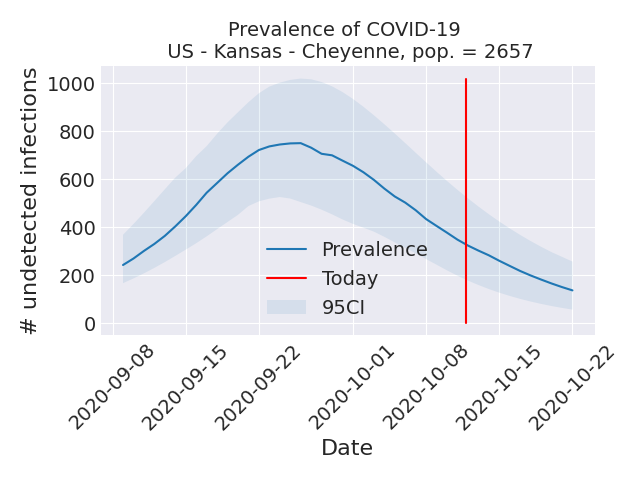 Prevalence of COVID-19
US - Kansas - Cheyenne, pop. = 2657
# undetected infections
1000
800
600
400
200
0
Prevalence
Today
95CI
2020-09-08
2020-09-15
2020-09-22
2020-10-01
2020-10-08
2020-10-15
2020-10-22
Date